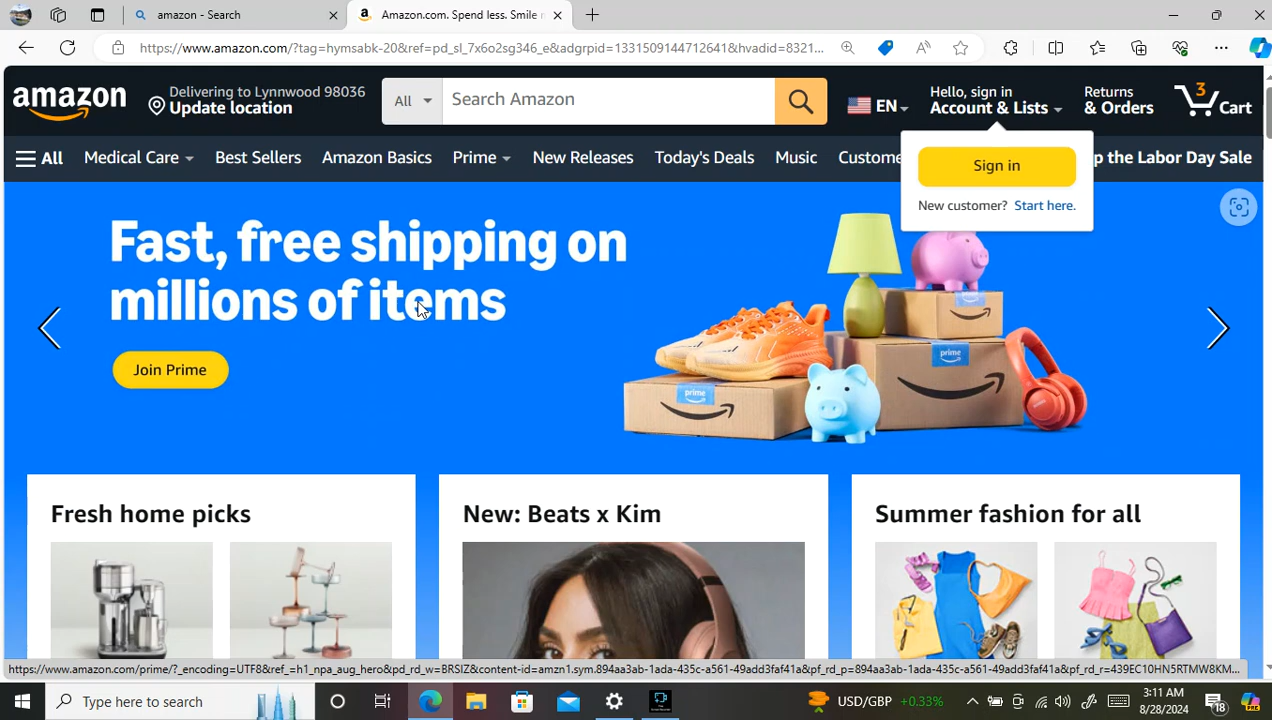 amazon - Search
Amazon.com. Spend less. Smile
https://www.amazon.com/?tag=hymsabk-20&ref=pd_sl_7x6o2sg346_e&adgrpid=1331509144712641&hvadid=8321...
amazon
Delivering to Lynnwood 98036
Update location
All
Search Amazon
EN
Hello, sign in
Account & Lists
Returns
& Orders
3
Cart
All
Medical Care
Best Sellers
Amazon Basics
Prime
New Releases
Today's Deals
Music
Custome
p the Labor Day Sale
Sign in
New customer? Start here.
Fast, free shipping on
millions of items
Join Prime
prime
prime
Fresh home picks
New: Beats x Kim
Summer fashion for all
https://www.amazon.com/prime/?_encoding=UTF8&ref_=h1_npa_aug_hero&pd_rd_w=BRSIZ&content-id=amzn1.sym.894aa3ab-1ada-435c-a561-49add3faf41a&pf_rd_p=894aa3ab-1ada-435c-a561-49add3faf41a&pf_rd_r=439EC10HN5RTMW8KM...
Type here to search
USD/GBP +0.33%
3:11 AM
8/28/2024
18